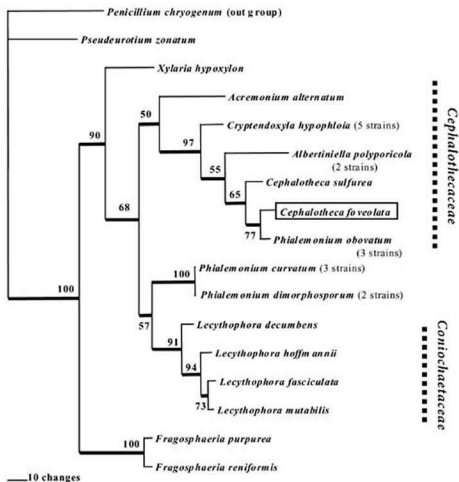 Penicillium chryogenum (out group)
Pseudeurotium zonatum
Xylaria hypoxylon
90
Acremonium alternatum
50
Cryptendoxyla hypophloia (5 strains)
97
Albertiniella polyporicola
(2 strains)
55
Cephalotheca sulfurea
65
Cephalotheca foveolata
77
Phialemonium obovatum
(3 strains)
Cephalothecaceae
68
Phialemonium curvatum (3 strains)
100
Phialemonium dimorphosporum (2 strains)
57
Lecythophora decumbens
91
Lecythophora hoffmannii
94
Lecythophora fasciculata
73
Lecythophora mutabilis
Coniochaetaceae
100
Fragosphaeria purpurea
100
Fragosphaeria reniformis
10 changes